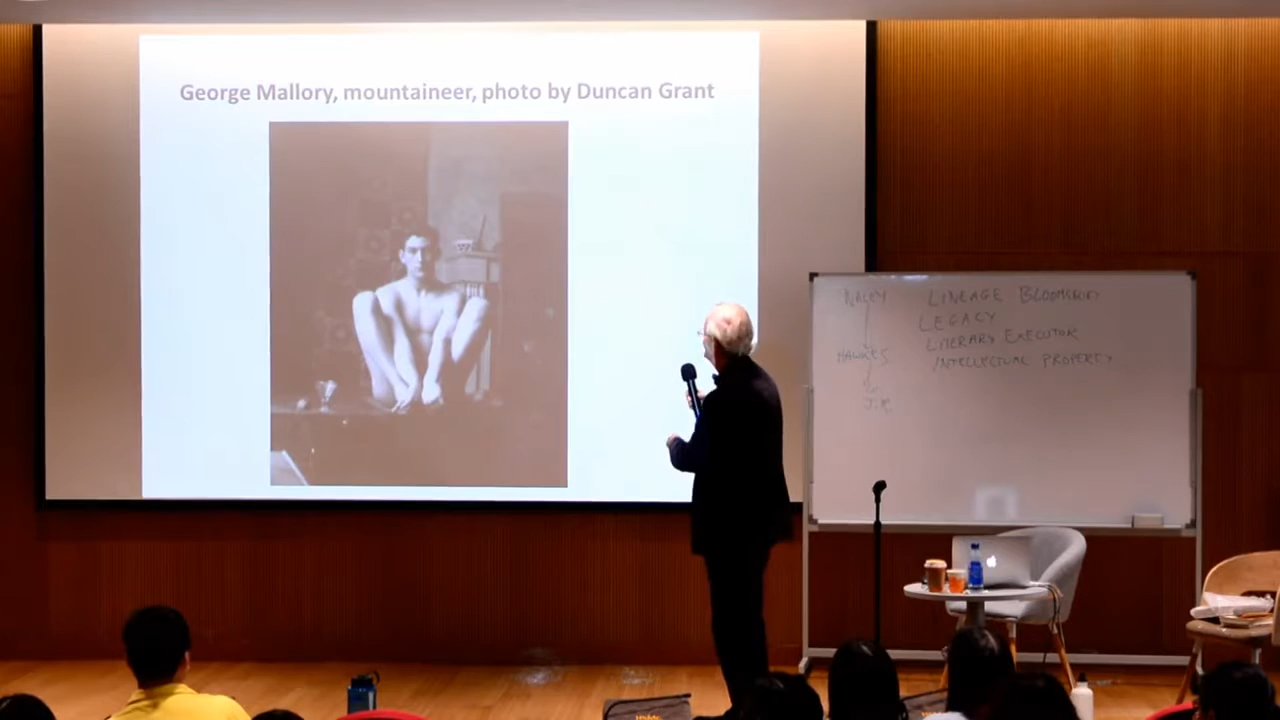 George Mallory, mountaineer, photo by Duncan Grant
LINEAGE BLOOMSBURY
LEGACY
LITERARY EXECUTOR
HAWKES
INTELLECTUAL PROPERTY
J.M.